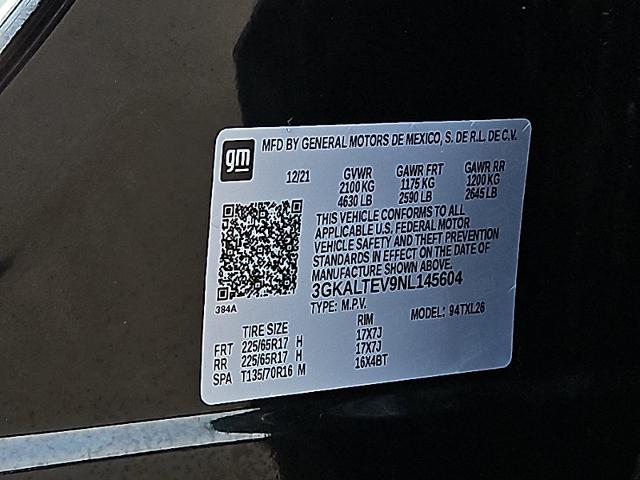 gm
MFD BY GENERAL MOTORS DE MEXICO, S. DE R.L. DE C.V.
12/21 GVWR GAWR FRT GAWR RR
2100 KG 1175 KG 1200 KG
4630 LB 2590 LB 2645 LB
THIS VEHICLE CONFORMS TO ALL
APPLICABLE U.S. FEDERAL MOTOR
VEHICLE SAFETY AND THEFT PREVENTION
STANDARDS IN EFFECT ON THE DATE OF
MANUFACTURE SHOWN ABOVE.
3GKALTEV9NL145604
384A
TYPE: M.P.V. MODEL: 94TXL26
TIRE SIZE RIM
FRT 225/65R17 H 17X7J
RR 225/65R17 H 17X7J
SPA T135/70R16 M 16X4BT